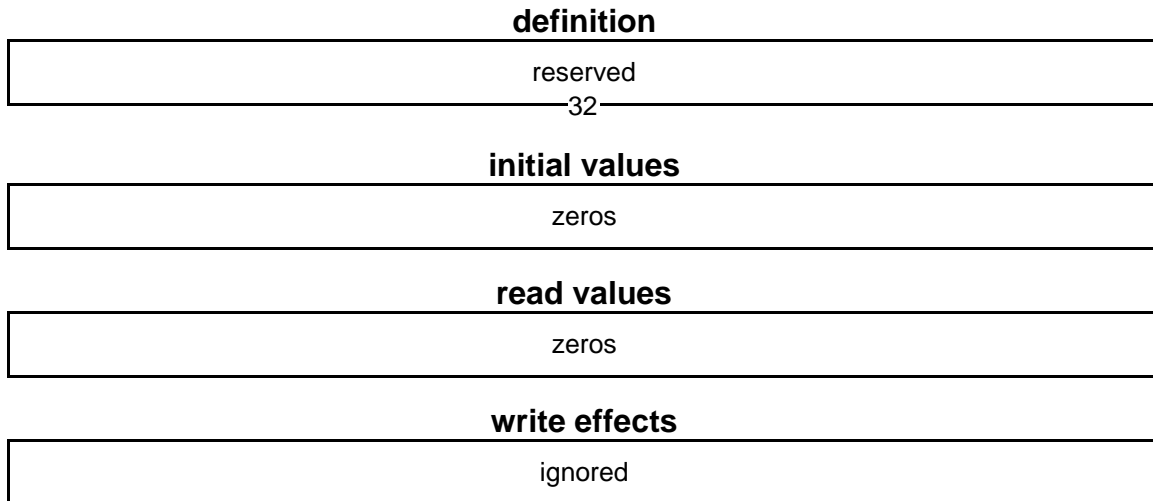 definition
reserved
32
initial values
zeros
read values
zeros
write effects
ignored